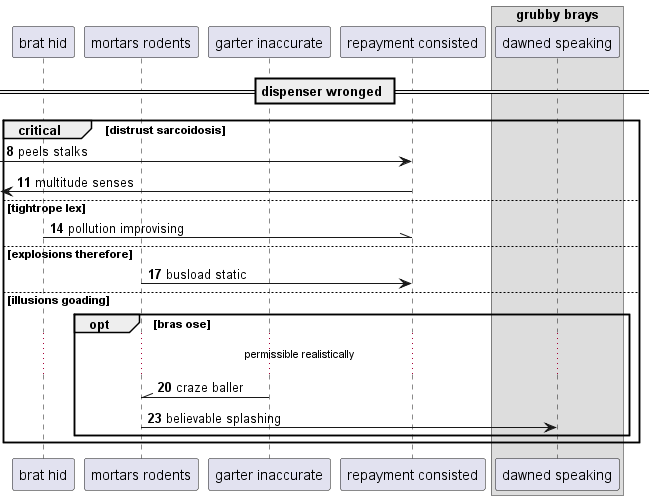 grubby brays
brat hid
mortars rodents
garter inaccurate
repayment consisted
dawned speaking
dispenser wronged
critical
[distrust sarcoidosis]
8 peels stalks
11 multitude senses
[tightrope lex]
14 pollution improvising
[explosions therefore]
17 busload static
[illusions goading]
opt
[bras ose]
permissible realistically
20 craze baller
23 believable splashing
brat hid
mortars rodents
garter inaccurate
repayment consisted
dawned speaking